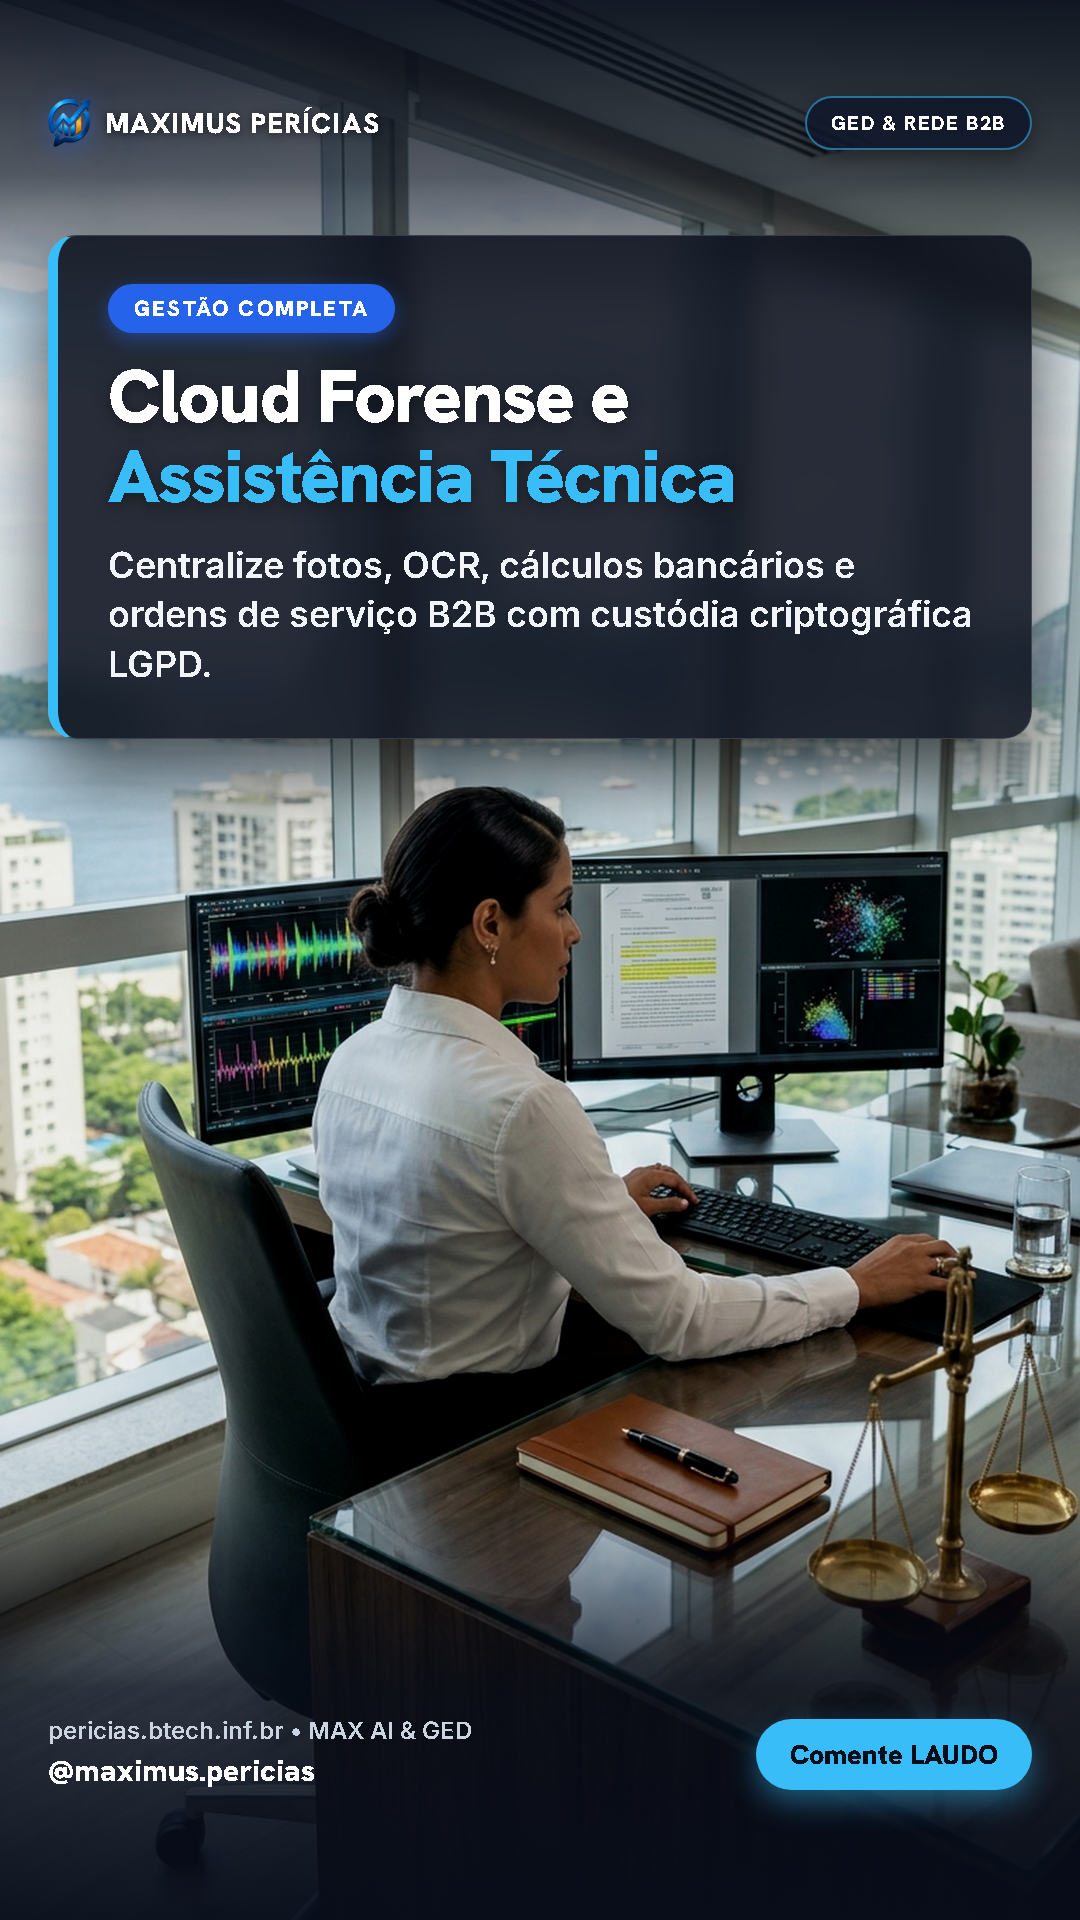 MAXIMUS PERÍCIAS
GED & REDE B2B
GESTÃO COMPLETA
Cloud Forense e
Assistência Técnica
Centralize fotos, OCR, cálculos bancários e
ordens de serviço B2B com custódia criptográfica
LGPD.
pericias.btech.inf.br • MAX AI & GED
@maximus.pericias
Comente LAUDO